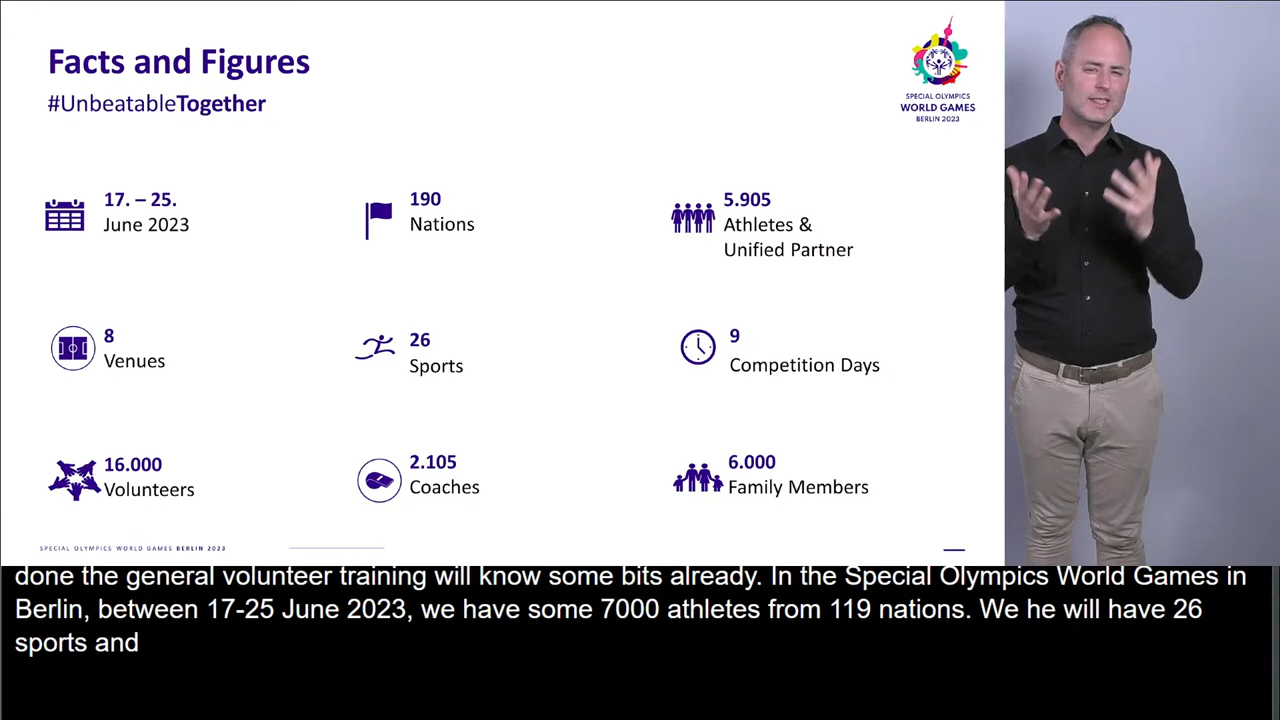 Facts and Figures
#UnbeatableTogether
SPECIAL OLYMPICS
WORLD GAMES
BERLIN 2023
17. – 25.
June 2023
190
Nations
5.905
Athletes &
Unified Partner
8
Venues
26
Sports
9
Competition Days
16.000
Volunteers
2.105
Coaches
6.000
Family Members
SPECIAL OLYMPICS WORLD GAMES BERLIN 2023
done the general volunteer training will know some bits already. In the Special Olympics World Games in
Berlin, between 17-25 June 2023, we have some 7000 athletes from 119 nations. We he will have 26
sports and